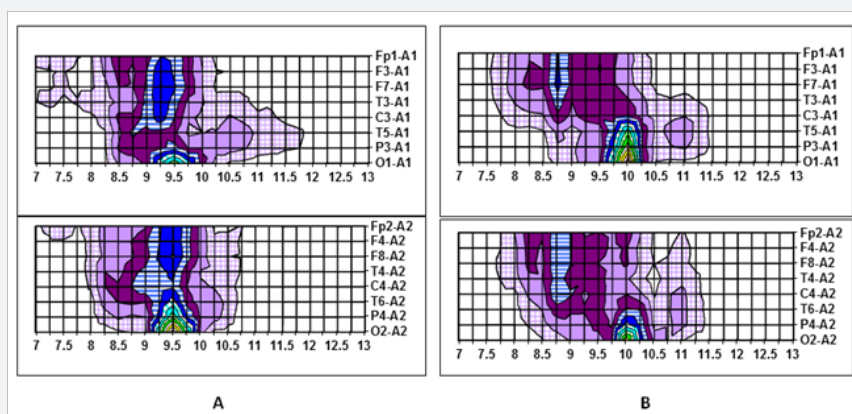 Fp1-A1
F3-A1
F7-A1
T3-A1
C3-A1
T5-A1
P3-A1
O1-A1
7 7.5 8 8.5 9 9.5 10 10.5 11 11.5 12 12.5 13
Fp2-A2
F4-A2
F8-A2
T4-A2
C4-A2
T6-A2
P4-A2
O2-A2
7 7.5 8 8.5 9 9.5 10 10.5 11 11.5 12 12.5 13
A
Fp1-A1
F3-A1
F7-A1
T3-A1
C3-A1
T5-A1
P3-A1
O1-A1
7 7.5 8 8.5 9 9.5 10 10.5 11 11.5 12 12.5 13
Fp2-A2
F4-A2
F8-A2
T4-A2
C4-A2
T6-A2
P4-A2
O2-A2
7 7.5 8 8.5 9 9.5 10 10.5 11 11.5 12 12.5 13
B